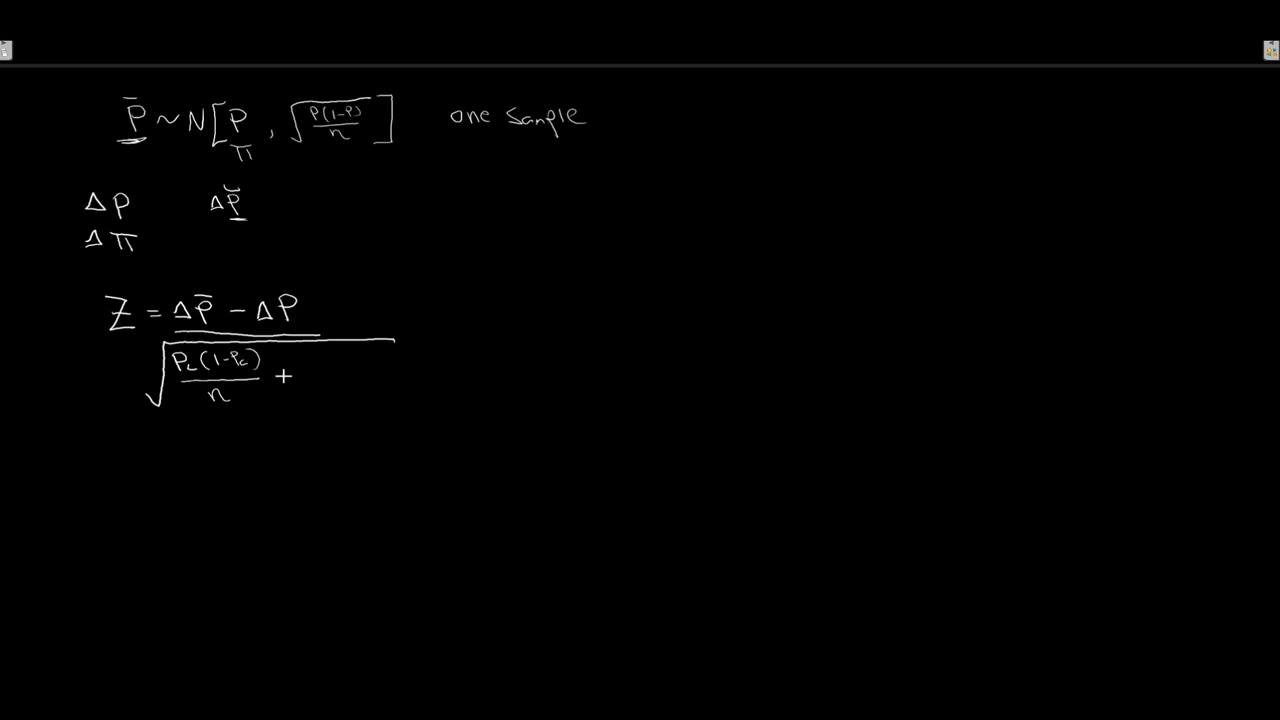 P̄ ~ N[P, √(P(1-P)/n)] one sample
π
ΔP ΔP̄
Δπ
Z = ΔP̄ - ΔP
√(Pc(1-Pc)/n +